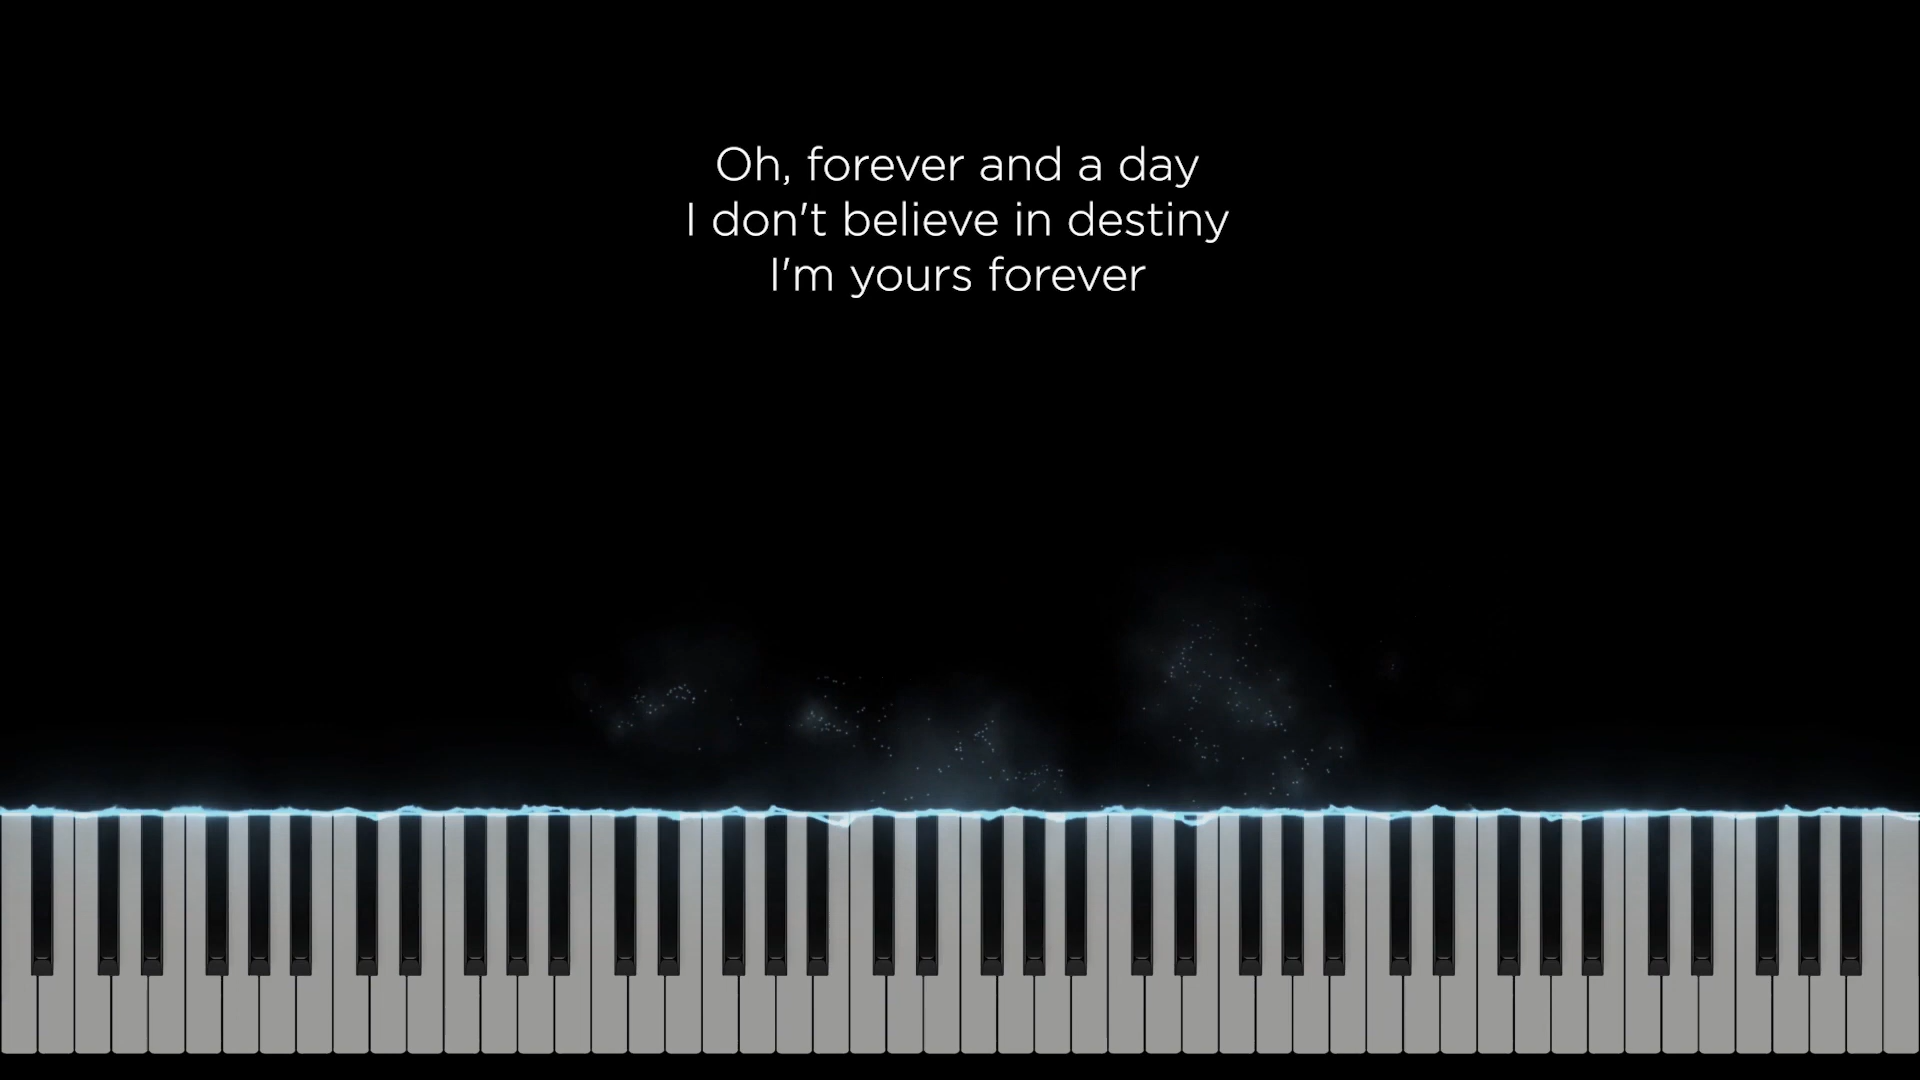 Oh, forever and a day
I don't believe in destiny
I'm yours forever